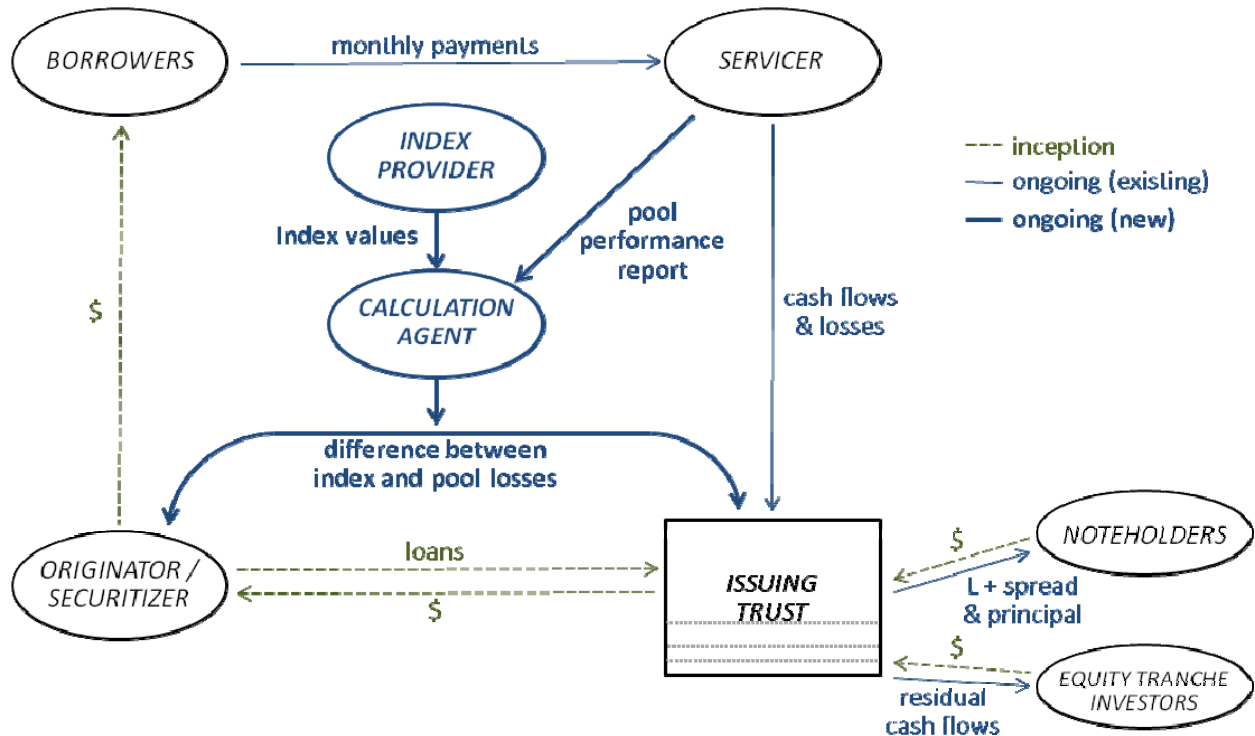 BORROWERS
monthly payments
SERVICER
INDEX
PROVIDER
inception
ongoing (existing)
ongoing (new)
Index values
pool
performance
report
CALCULATION
AGENT
cash flows
& losses
$
difference between
index and pool losses
ORIGINATOR /
SECURITIZER
loans
$
ISSUING
TRUST
$
NOTEHOLDERS
L + spread
& principal
$
EQUITY TRANCHE
INVESTORS
residual
cash flows